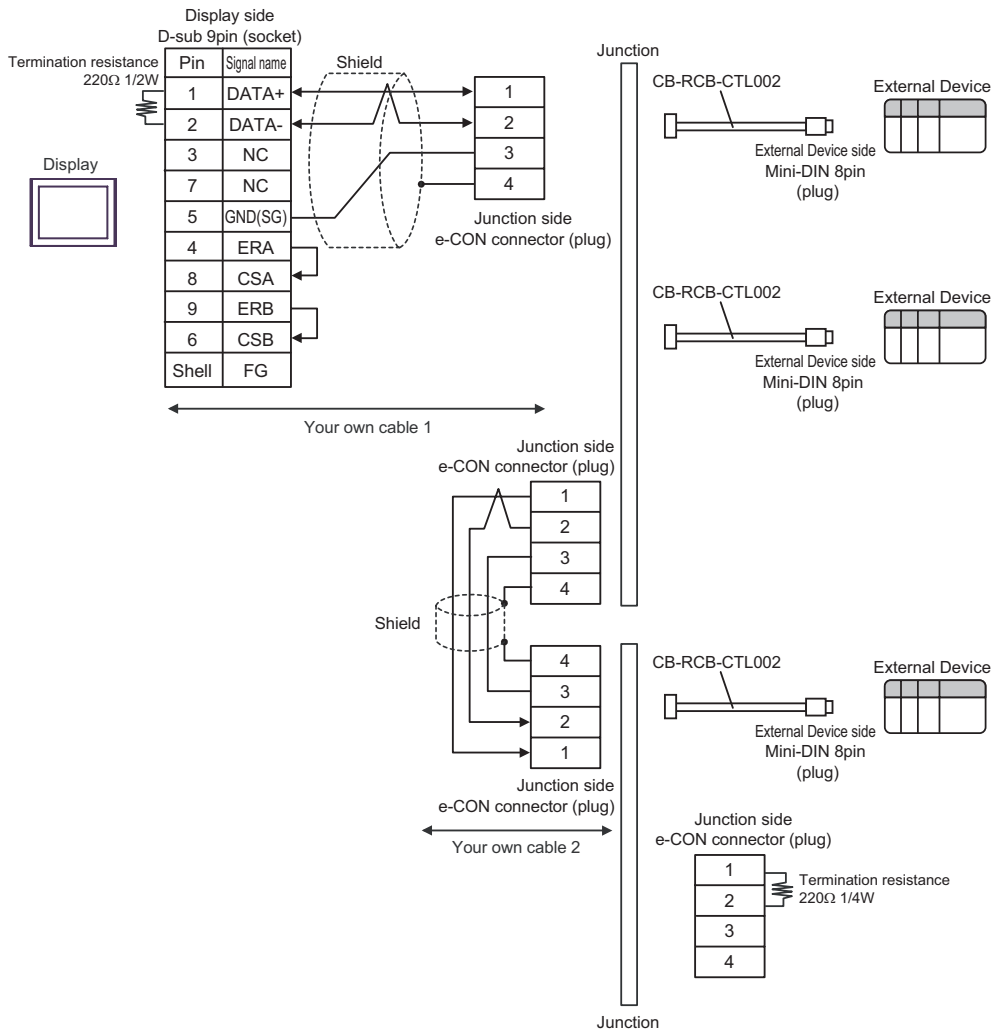 Display side
D-sub 9pin (socket)
Termination resistance
220Ω 1/2W
Pin Signal name
1 DATA+
2 DATA-
3 NC
7 NC
5 GND(SG)
4 ERA
8 CSA
9 ERB
6 CSB
Shell FG
Display
Shield
1
2
3
4
Junction side
e-CON connector (plug)
Your own cable 1
Junction
CB-RCB-CTL002
External Device
External Device side
Mini-DIN 8pin
(plug)
CB-RCB-CTL002
External Device
External Device side
Mini-DIN 8pin
(plug)
Junction side
e-CON connector (plug)
1
2
3
4
Shield
4
3
2
1
Junction side
e-CON connector (plug)
Your own cable 2
CB-RCB-CTL002
External Device
External Device side
Mini-DIN 8pin
(plug)
Junction side
e-CON connector (plug)
1
2
3
4
Termination resistance
220Ω 1/4W
Junction